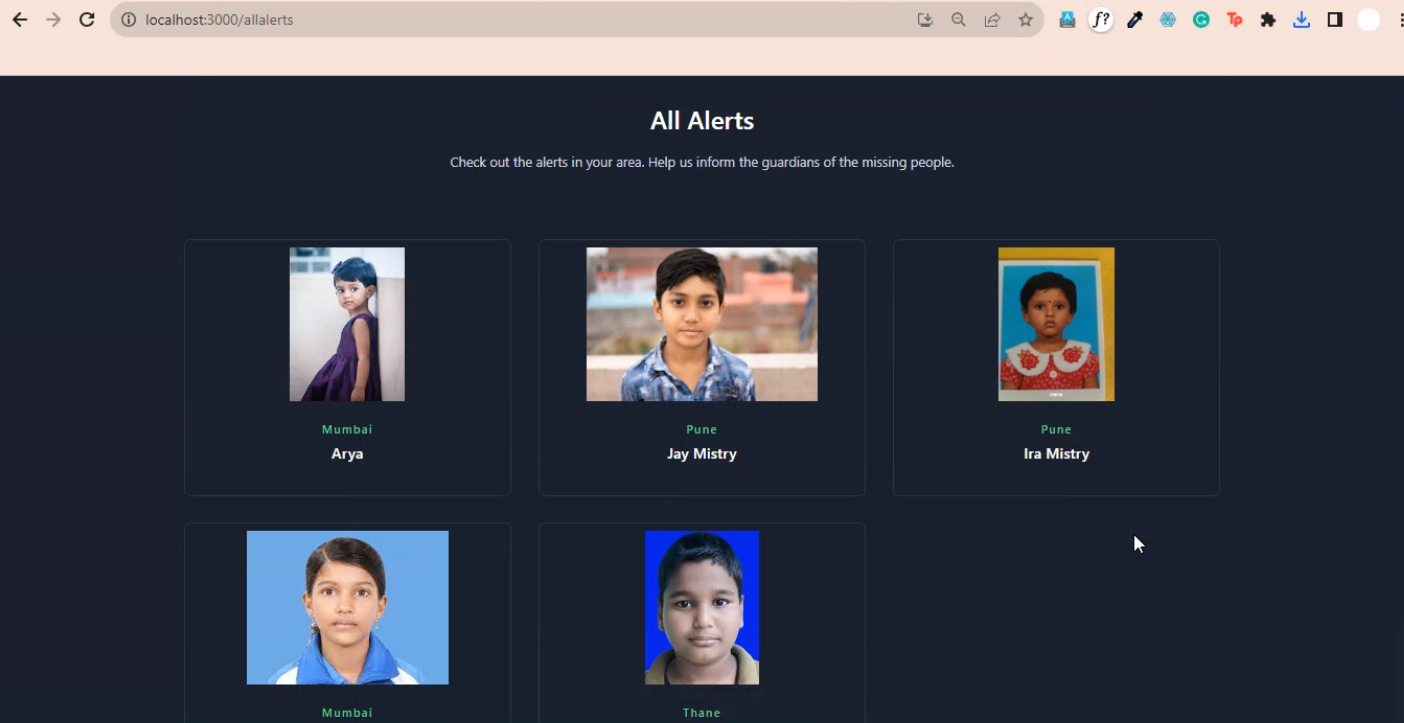 localhost:3000/allalerts
f?
Tp
All Alerts
Check out the alerts in your area. Help us inform the guardians of the missing people.
Mumbai
Arya
Pune
Jay Mistry
Pune
Ira Mistry
Mumbai
Thane